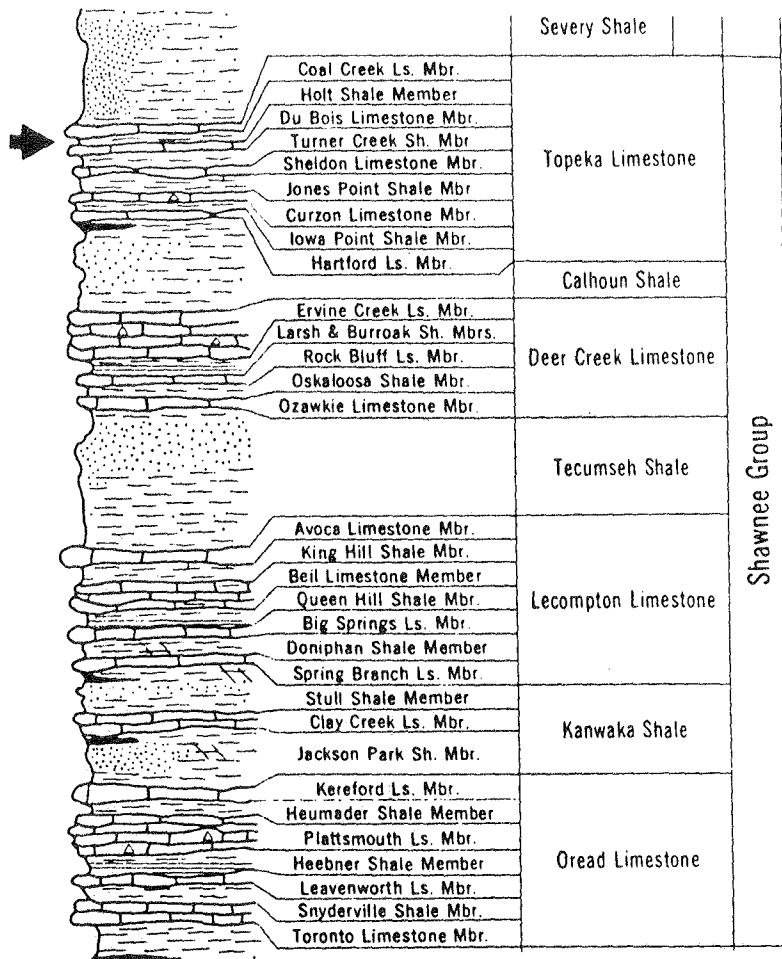 Severy Shale
Coal Creek Ls. Mbr.
Holt Shale Member
Du Bois Limestone Mbr.
Turner Creek Sh. Mbr
Sheldon Limestone Mbr.
Jones Point Shale Mbr
Curzon Limestone Mbr.
Iowa Point Shale Mbr.
Hartford Ls. Mbr.
Topeka Limestone
Calhoun Shale
Ervine Creek Ls. Mbr.
Larsh & Burroak Sh. Mbrs.
Rock Bluff Ls. Mbr.
Oskaloosa Shale Mbr.
Ozawkie Limestone Mbr.
Deer Creek Limestone
Tecumseh Shale
Avoca Limestone Mbr.
King Hill Shale Mbr.
Beil Limestone Member
Queen Hill Shale Mbr.
Big Springs Ls. Mbr.
Doniphan Shale Member
Spring Branch Ls. Mbr.
Lecompton Limestone
Stull Shale Member
Clay Creek Ls. Mbr.
Jackson Park Sh. Mbr.
Kanwaka Shale
Kereford Ls. Mbr.
Heumader Shale Member
Plattsmouth Ls. Mbr.
Heebner Shale Member
Leavenworth Ls. Mbr.
Snyderville Shale Mbr.
Toronto Limestone Mbr.
Oread Limestone
Shawnee Group